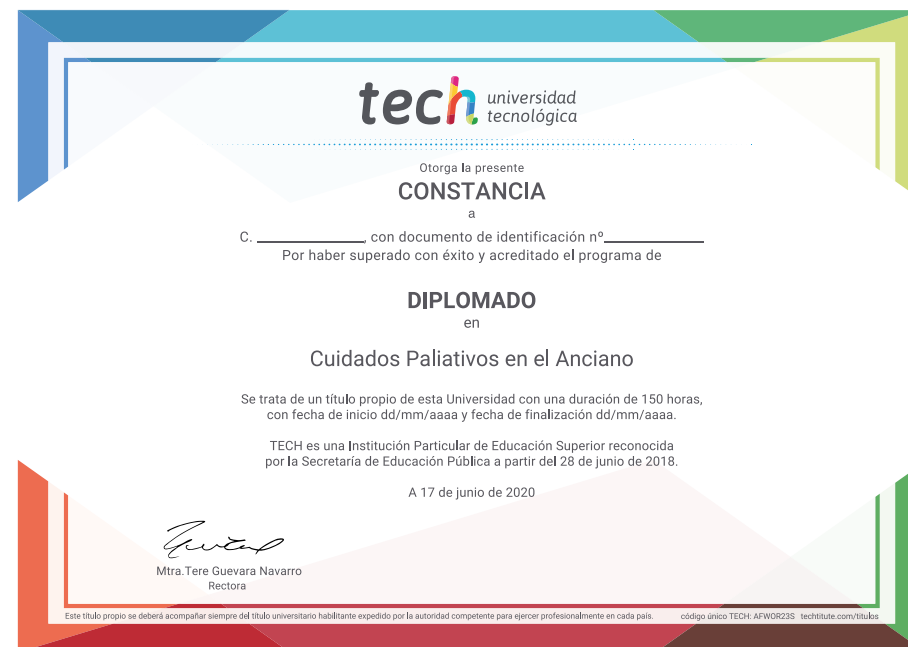 tech universidad
tecnológica
Otorga la presente
CONSTANCIA
a
C. ______________, con documento de identificación nº_____________
Por haber superado con éxito y acreditado el programa de
DIPLOMADO
en
Cuidados Paliativos en el Anciano
Se trata de un título propio de esta Universidad con una duración de 150 horas,
con fecha de inicio dd/mm/aaaa y fecha de finalización dd/mm/aaaa.
TECH es una Institución Particular de Educación Superior reconocida
por la Secretaría de Educación Pública a partir del 28 de junio de 2018.
A 17 de junio de 2020
Mtra.Tere Guevara Navarro
Rectora
Este título propio se deberá acompañar siempre del título universitario habilitante expedido por la autoridad competente para ejercer profesionalmente en cada país. código único TECH: AFWOR23S techtitute.com/titulos